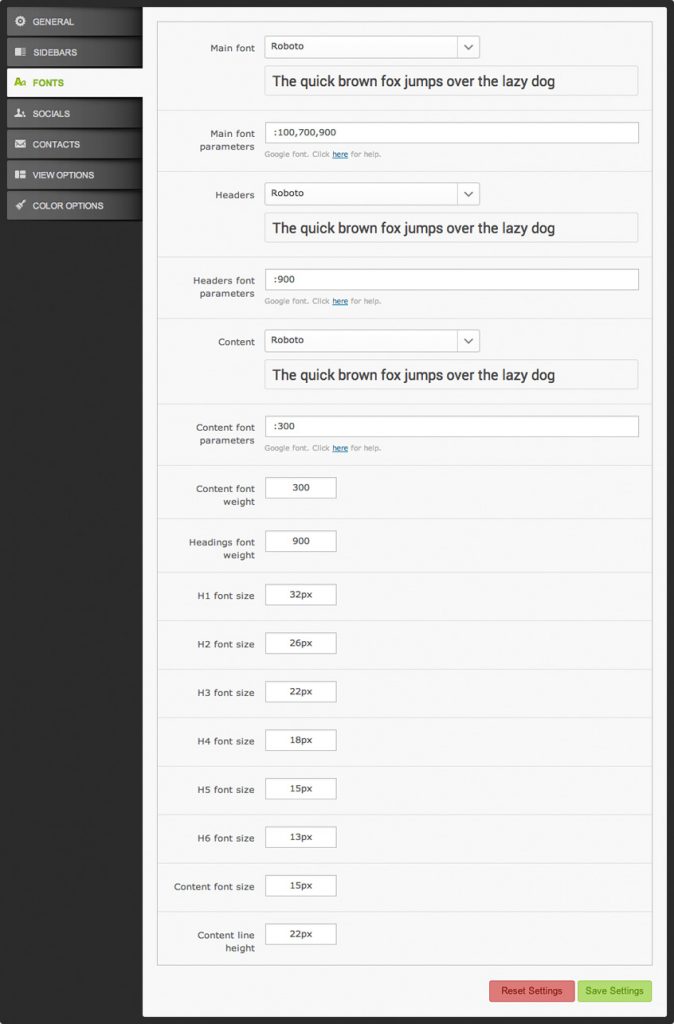 GENERAL
SIDEBARS
Aa FONTS
SOCIALS
CONTACTS
VIEW OPTIONS
COLOR OPTIONS
Main font Roboto
The quick brown fox jumps over the lazy dog
Main font :100,700,900
parameters
Google font. Click here for help.
Headers Roboto
The quick brown fox jumps over the lazy dog
Headers font :900
parameters
Google font. Click here for help.
Content Roboto
The quick brown fox jumps over the lazy dog
Content font :300
parameters
Google font. Click here for help.
Content font 300
weight
Headings font 900
weight
H1 font size 32px
H2 font size 26px
H3 font size 22px
H4 font size 18px
H5 font size 15px
H6 font size 13px
Content font size 15px
Content line 22px
height
Reset Settings Save Settings